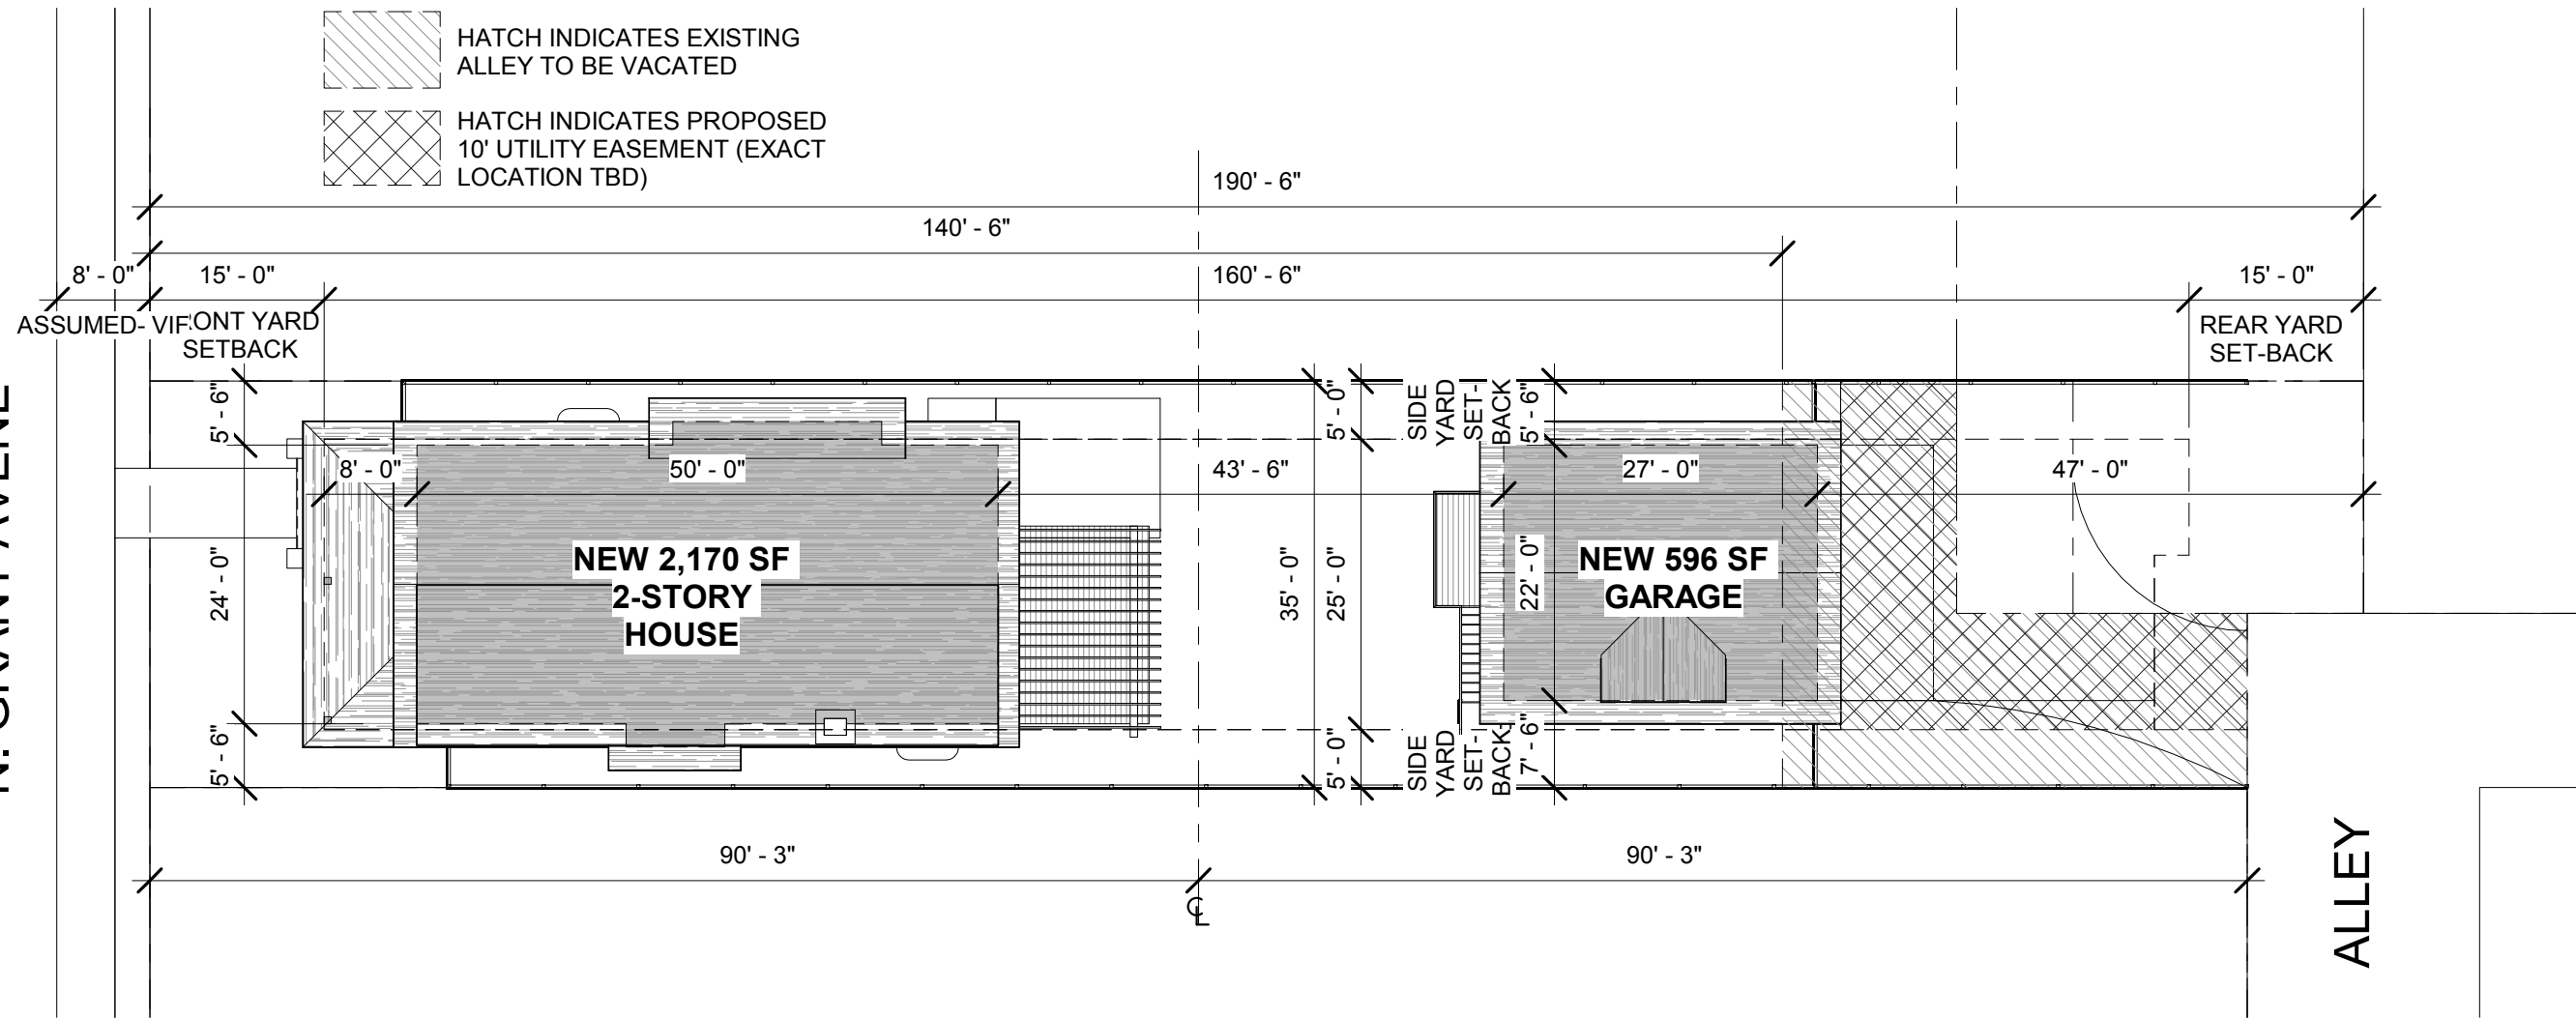 HATCH INDICATES EXISTING
ALLEY TO BE VACATED
HATCH INDICATES PROPOSED
10' UTILITY EASEMENT (EXACT
LOCATION TBD)
190' - 6"
140' - 6"
8' - 0"
15' - 0"
160' - 6"
15' - 0"
ASSUMED- VIF
RONT YARD
SETBACK
REAR YARD
SET-BACK
5' - 6"
5' - 0"
SIDE
YARD
SET-
BACK
5' - 6"
8' - 0"
50' - 0"
43' - 6"
27' - 0"
47' - 0"
24' - 0"
NEW 2,170 SF
2-STORY
HOUSE
35' - 0"
25' - 0"
22' - 0"
NEW 596 SF
GARAGE
5' - 6"
5' - 0"
SIDE
YARD
SET-
BACK
7' - 6"
90' - 3"
90' - 3"
ALLEY